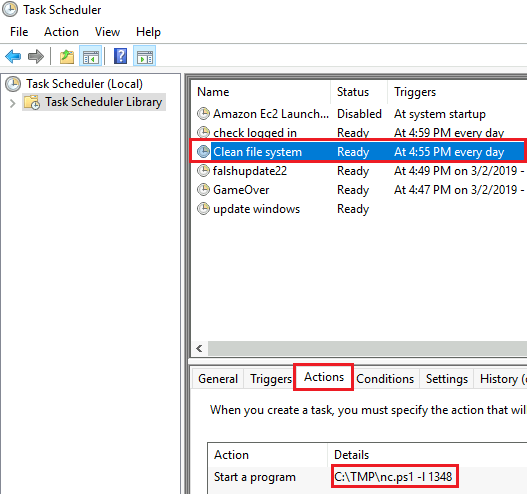 Task Scheduler
File Action View Help
Task Scheduler (Local)
Task Scheduler Library
Name Status Triggers
Amazon Ec2 Launch... Disabled At system startup
check logged in Ready At 4:59 PM every day
Clean file system Ready At 4:55 PM every day
falshupdate22 Ready At 4:49 PM on 3/2/2019 -
GameOver Ready At 4:47 PM on 3/2/2019 -
update windows Ready
General Triggers Actions Conditions Settings History (
When you create a task, you must specify the action that wil
Action Details
Start a program C:\TMP\nc.ps1 -l 1348